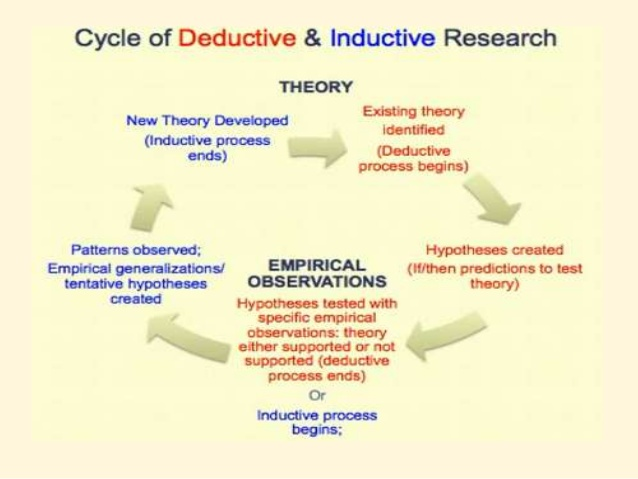 Cycle of Deductive & Inductive Research
THEORY
Existing theory
identified
(Deductive
process begins)
Hypotheses created
(If/then predictions to test
theory)
EMPIRICAL
OBSERVATIONS
Hypotheses tested with
specific empirical
observations: theory
either supported or not
supported (deductive
process ends)
Or
Inductive process
begins;
Patterns observed;
Empirical generalizations/
tentative hypotheses
created
New Theory Developed
(Inductive process
ends)